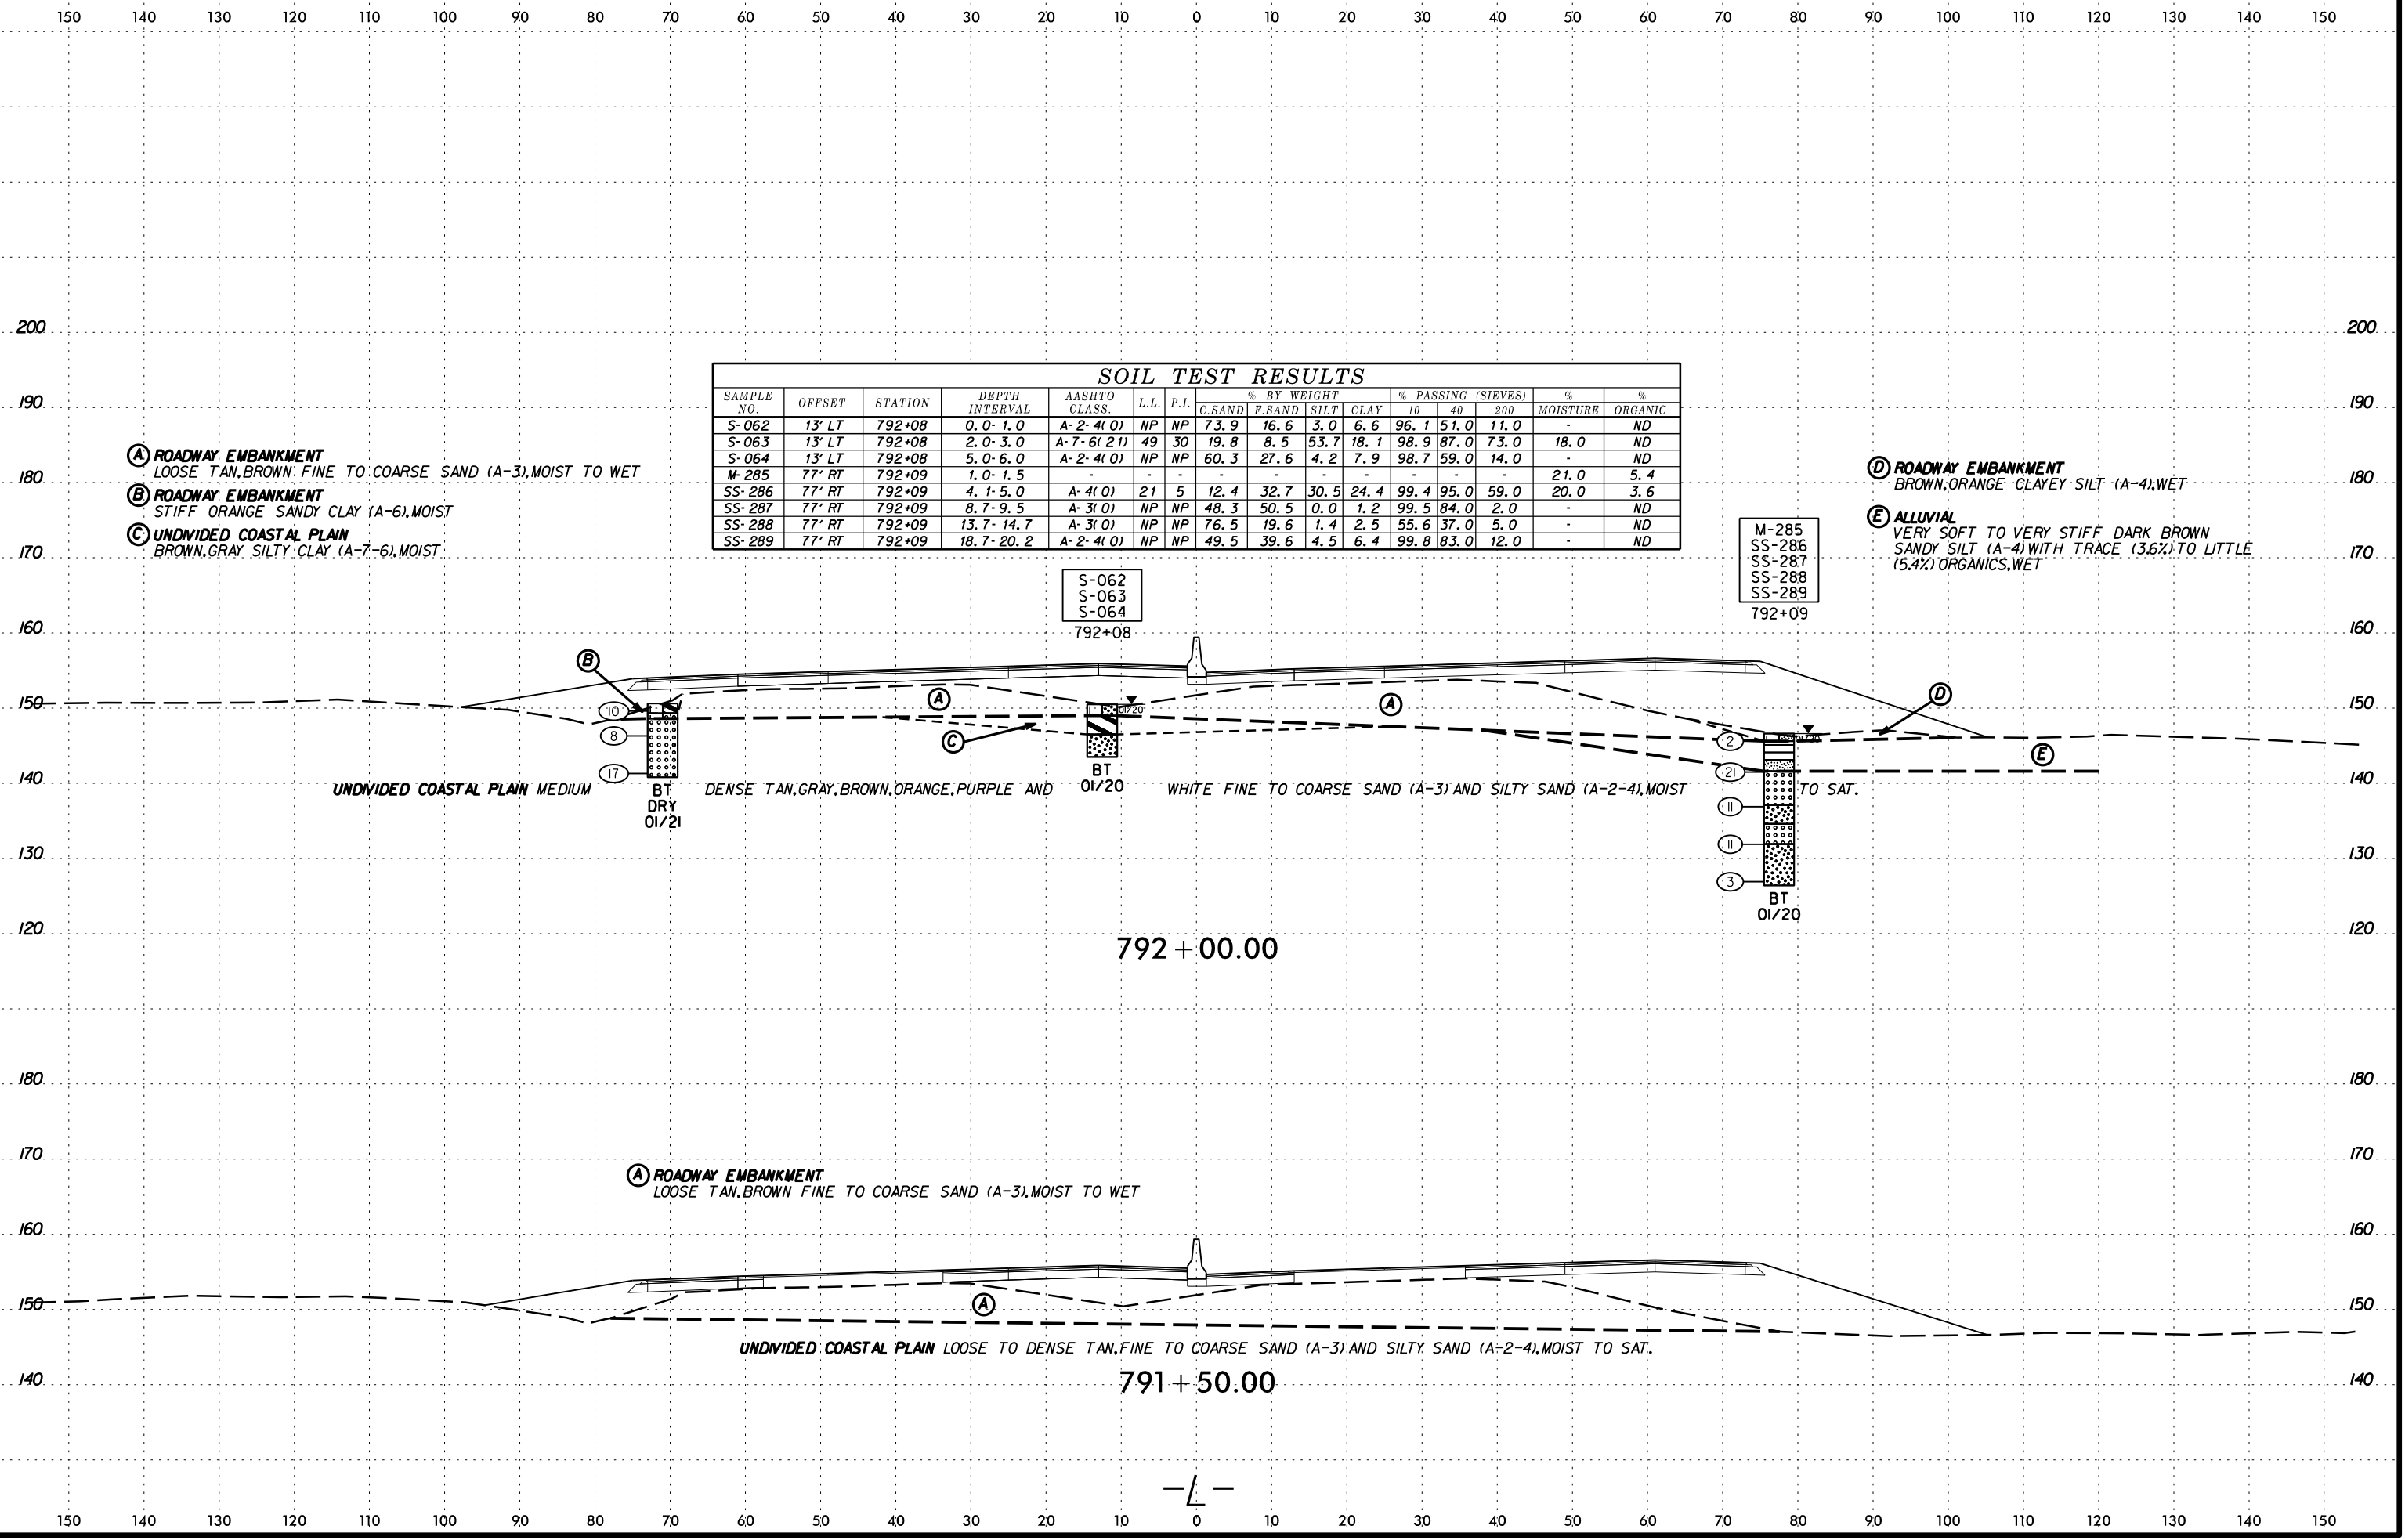 150 140 130 120 110 100 90 80 70 60 50 40 30 20 10 0 10 20 30 40 50 60 70 80 90 100 110 120 130 140 150
200 200
SOIL TEST RESULTS
SAMPLE NO. OFFSET STATION DEPTH INTERVAL AASHTO CLASS. L.L. P.I. % BY WEIGHT % PASSING (SIEVES) % MOISTURE % ORGANIC
C.SAND F.SAND SILT CLAY 10 40 200
S-062 13' LT 792+08 0.0-1.0 A-2-4(0) NP NP 73.9 16.6 3.0 6.6 96.1 51.0 11.0 - ND
S-063 13' LT 792+08 2.0-3.0 A-7-6(21) 49 30 19.8 8.5 53.7 18.1 98.9 87.0 73.0 18.0 ND
S-064 13' LT 792+08 5.0-6.0 A-2-4(0) NP NP 60.3 27.6 4.2 7.9 98.7 59.0 14.0 - ND
M-285 77' RT 792+09 1.0-1.5 - - - - - - - - - - 21.0 5.4
SS-286 77' RT 792+09 4.1-5.0 A-4(0) 21 5 12.4 32.7 30.5 24.4 99.4 95.0 59.0 20.0 3.6
SS-287 77' RT 792+09 8.7-9.5 A-3(0) NP NP 48.3 50.5 0.0 1.2 99.5 84.0 2.0 - ND
SS-288 77' RT 792+09 13.7-14.7 A-3(0) NP NP 76.5 19.6 1.4 2.5 55.6 37.0 5.0 - ND
SS-289 77' RT 792+09 18.7-20.2 A-2-4(0) NP NP 49.5 39.6 4.5 6.4 99.8 83.0 12.0 - ND
190 190
A ROADWAY EMBANKMENT
LOOSE TAN,BROWN FINE TO COARSE SAND (A-3),MOIST TO WET
180 180
B ROADWAY EMBANKMENT
STIFF ORANGE SANDY CLAY (A-6),MOIST
C UNDIVIDED COASTAL PLAIN
BROWN,GRAY SILTY CLAY (A-7-6),MOIST
170 170
D ROADWAY EMBANKMENT
BROWN,ORANGE CLAYEY SILT (A-4),WET
E ALLUVIAL
VERY SOFT TO VERY STIFF DARK BROWN
SANDY SILT (A-4) WITH TRACE (3.6%) TO LITTLE
(5.4%) ORGANICS,WET
M-285
SS-286
SS-287
SS-288
SS-289
792+09
S-062
S-063
S-064
792+08
160 160
B
A
A
D
150 150
10
01/20
8
C
2
01/20
E
17
21
140 140
BT
01/20
UNDIVIDED COASTAL PLAIN MEDIUM DENSE TAN,GRAY,BROWN,ORANGE,PURPLE AND WHITE FINE TO COARSE SAND (A-3) AND SILTY SAND (A-2-4),MOIST TO SAT.
BT
DRY
01/21
11
11
130 130
3
BT
01/20
120 120
792+00.00
180 180
170 170
A ROADWAY EMBANKMENT
LOOSE TAN,BROWN FINE TO COARSE SAND (A-3),MOIST TO WET
160 160
150 150
A
UNDIVIDED COASTAL PLAIN LOOSE TO DENSE TAN,FINE TO COARSE SAND (A-3) AND SILTY SAND (A-2-4),MOIST TO SAT.
140 140
791+50.00
-L-
150 140 130 120 110 100 90 80 70 60 50 40 30 20 10 0 10 20 30 40 50 60 70 80 90 100 110 120 130 140 150